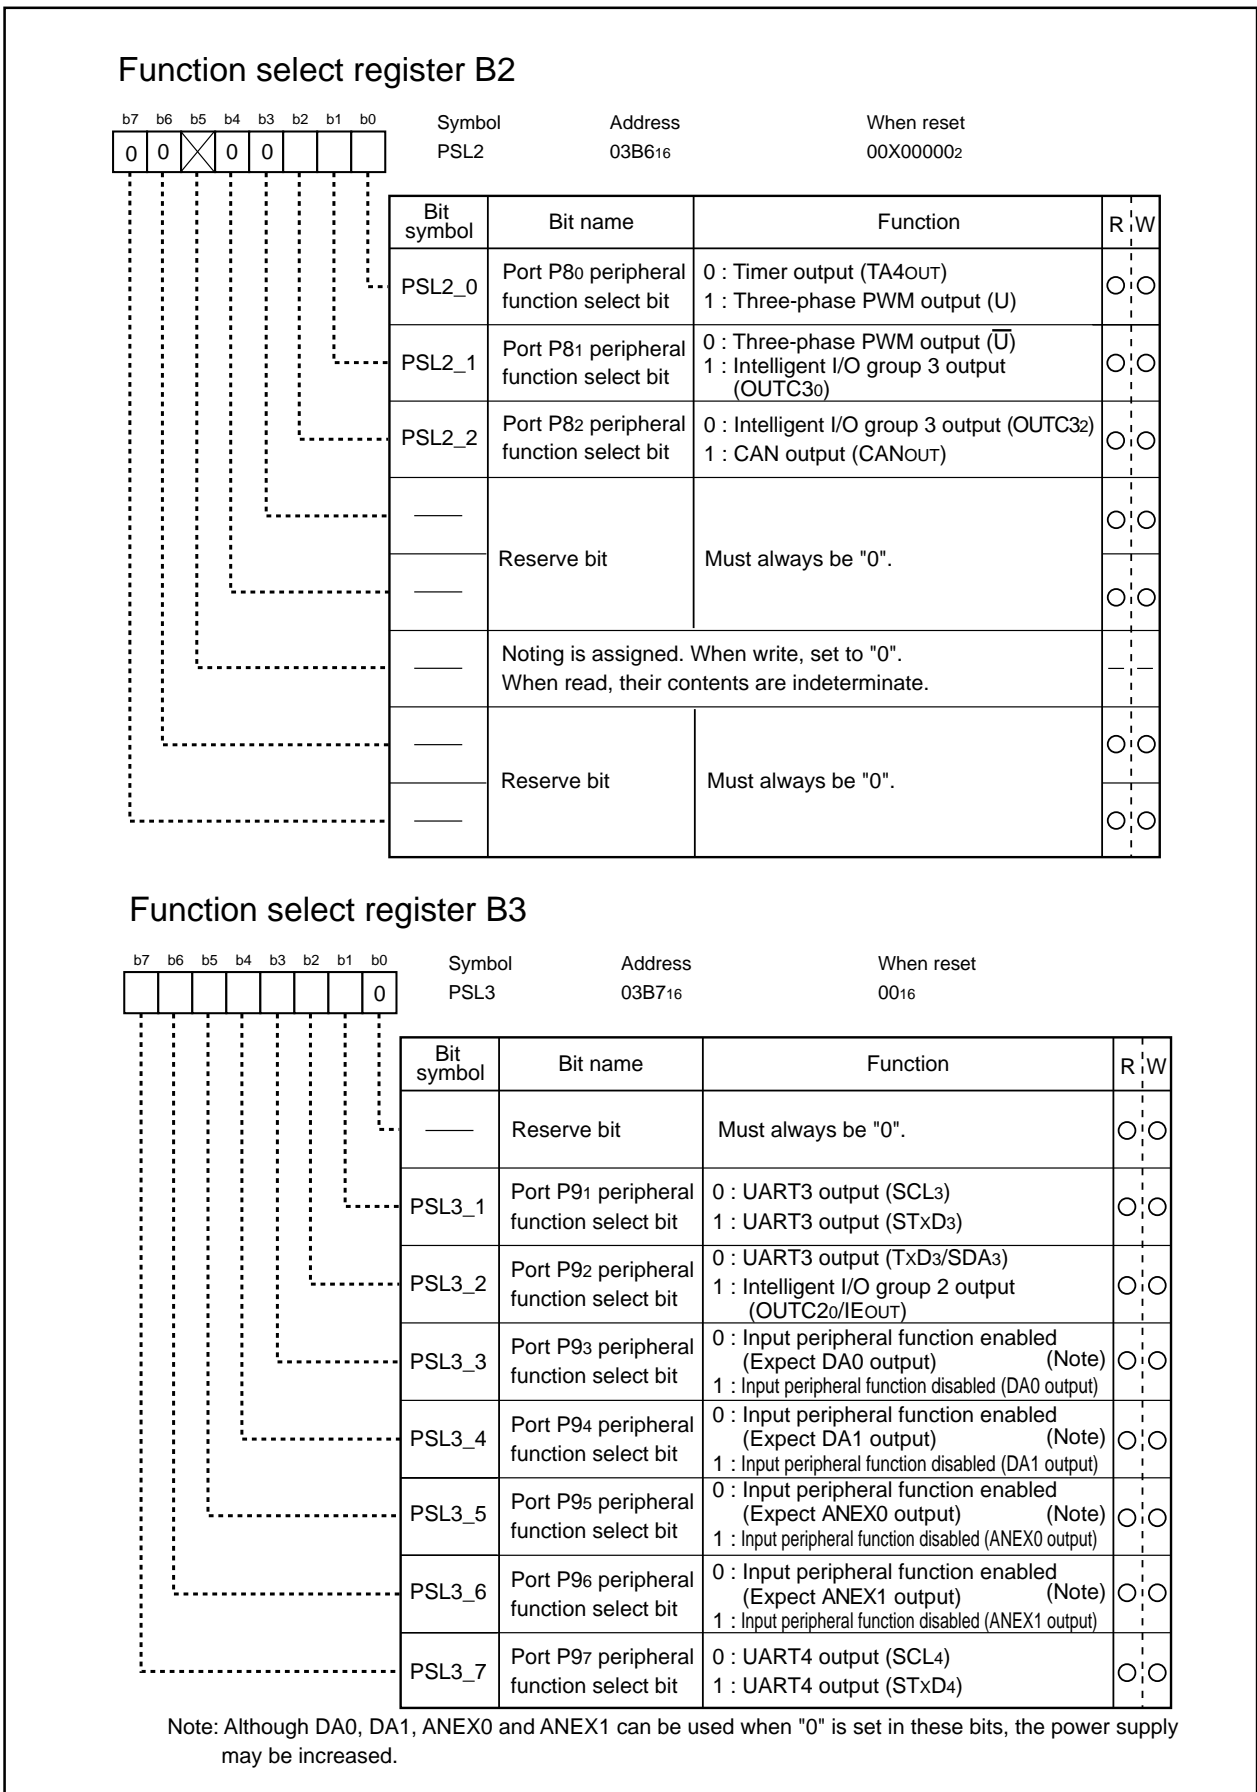 Function select register B2
b7 b6 b5 b4 b3 b2 b1 b0
Symbol Address When reset
0 0 0 0
PSL2 03B616 00X000002
Bit symbol Bit name Function R W
PSL2_0 Port P80 peripheral function select bit
0 : Timer output (TA4OUT)
1 : Three-phase PWM output (U)
PSL2_1 Port P81 peripheral function select bit
0 : Three-phase PWM output (U̅)
1 : Intelligent I/O group 3 output
(OUTC30)
PSL2_2 Port P82 peripheral function select bit
0 : Intelligent I/O group 3 output (OUTC32)
1 : CAN output (CANOUT)
Reserve bit Must always be "0".
Noting is assigned. When write, set to "0".
When read, their contents are indeterminate.
Reserve bit Must always be "0".
Function select register B3
b7 b6 b5 b4 b3 b2 b1 b0
Symbol Address When reset
0
PSL3 03B716 0016
Bit symbol Bit name Function R W
Reserve bit Must always be "0".
PSL3_1 Port P91 peripheral function select bit
0 : UART3 output (SCL3)
1 : UART3 output (STxD3)
PSL3_2 Port P92 peripheral function select bit
0 : UART3 output (TxD3/SDA3)
1 : Intelligent I/O group 2 output
(OUTC20/IEOUT)
PSL3_3 Port P93 peripheral function select bit
0 : Input peripheral function enabled
(Expect DA0 output) (Note)
1 : Input peripheral function disabled (DA0 output)
PSL3_4 Port P94 peripheral function select bit
0 : Input peripheral function enabled
(Expect DA1 output) (Note)
1 : Input peripheral function disabled (DA1 output)
PSL3_5 Port P95 peripheral function select bit
0 : Input peripheral function enabled
(Expect ANEX0 output) (Note)
1 : Input peripheral function disabled (ANEX0 output)
PSL3_6 Port P96 peripheral function select bit
0 : Input peripheral function enabled
(Expect ANEX1 output) (Note)
1 : Input peripheral function disabled (ANEX1 output)
PSL3_7 Port P97 peripheral function select bit
0 : UART4 output (SCL4)
1 : UART4 output (STxD4)
Note: Although DA0, DA1, ANEX0 and ANEX1 can be used when "0" is set in these bits, the power supply
may be increased.